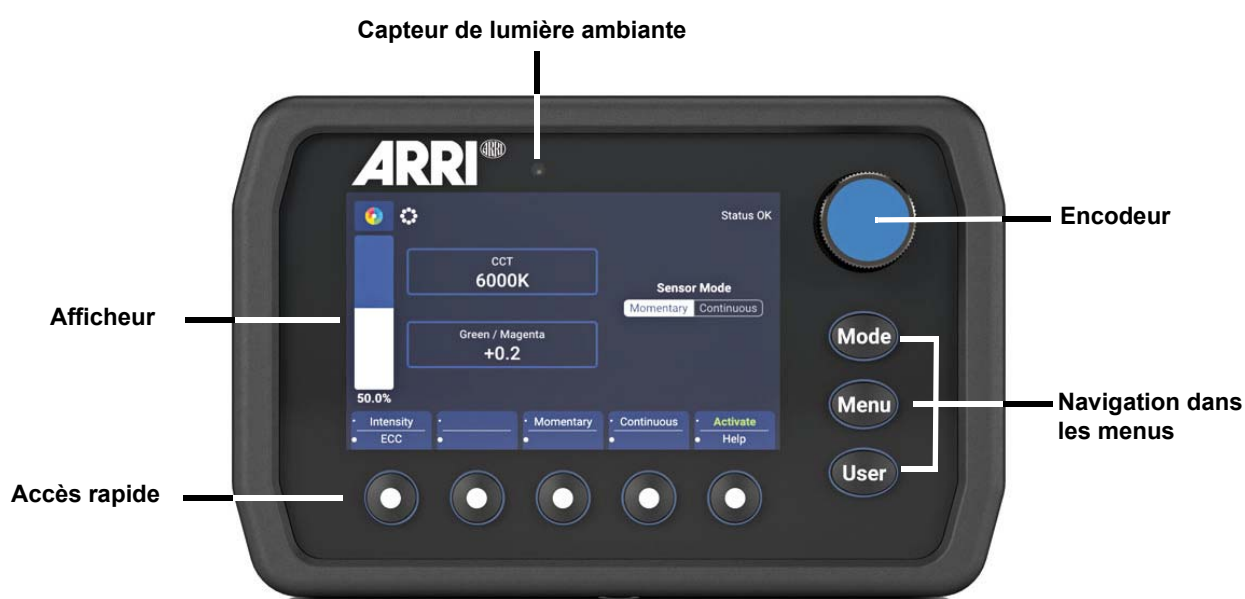 Capteur de lumière ambiante
ARRI® ARRI
Status OK
Encodeur
CCT
6000K
Sensor Mode
Momentary Continuous
Afficheur
Green / Magenta
+0.2
Mode
50.0%
Menu
Navigation dans
les menus
Intensity Momentary Continuous Activate
ECC Help
User
Accès rapide